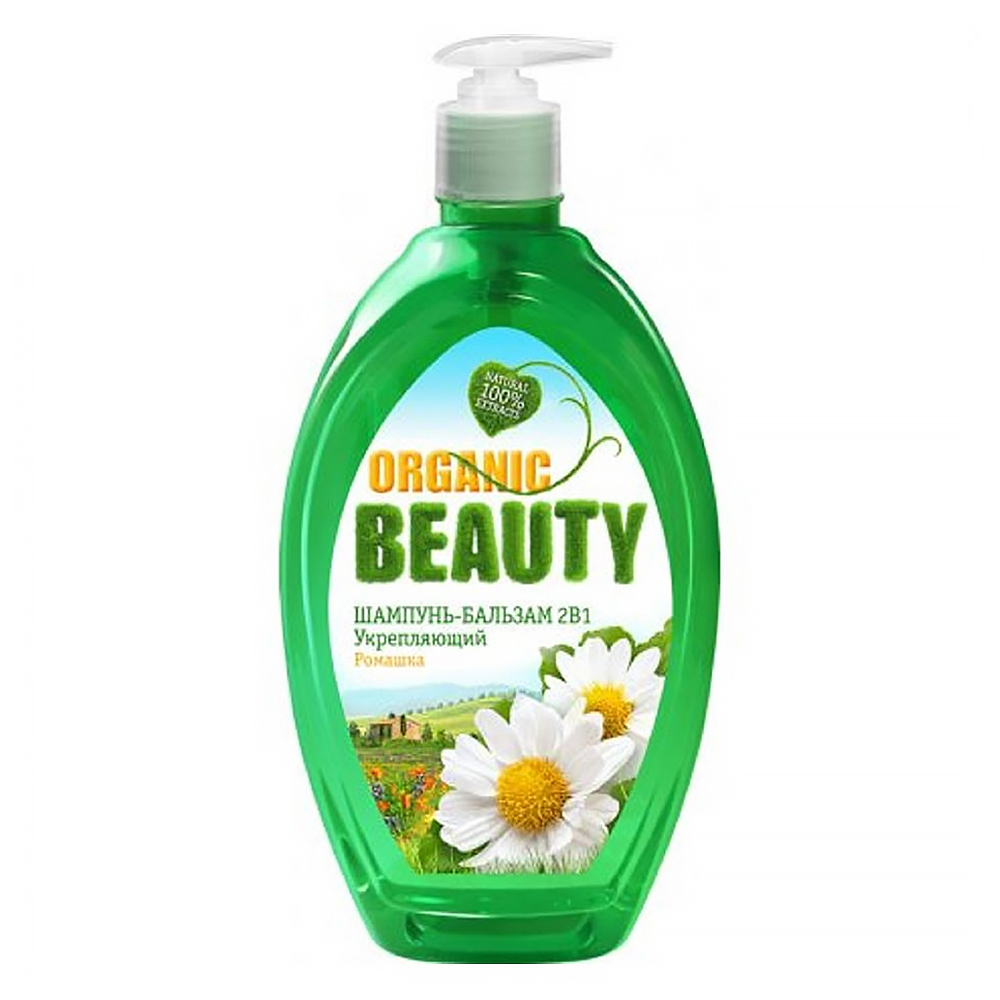 NATURAL
100%
EXTRACTS
ORGANIC
BEAUTY
ШАМПУНЬ-БАЛЬЗАМ 2В1
Укрепляющий
Ромашка